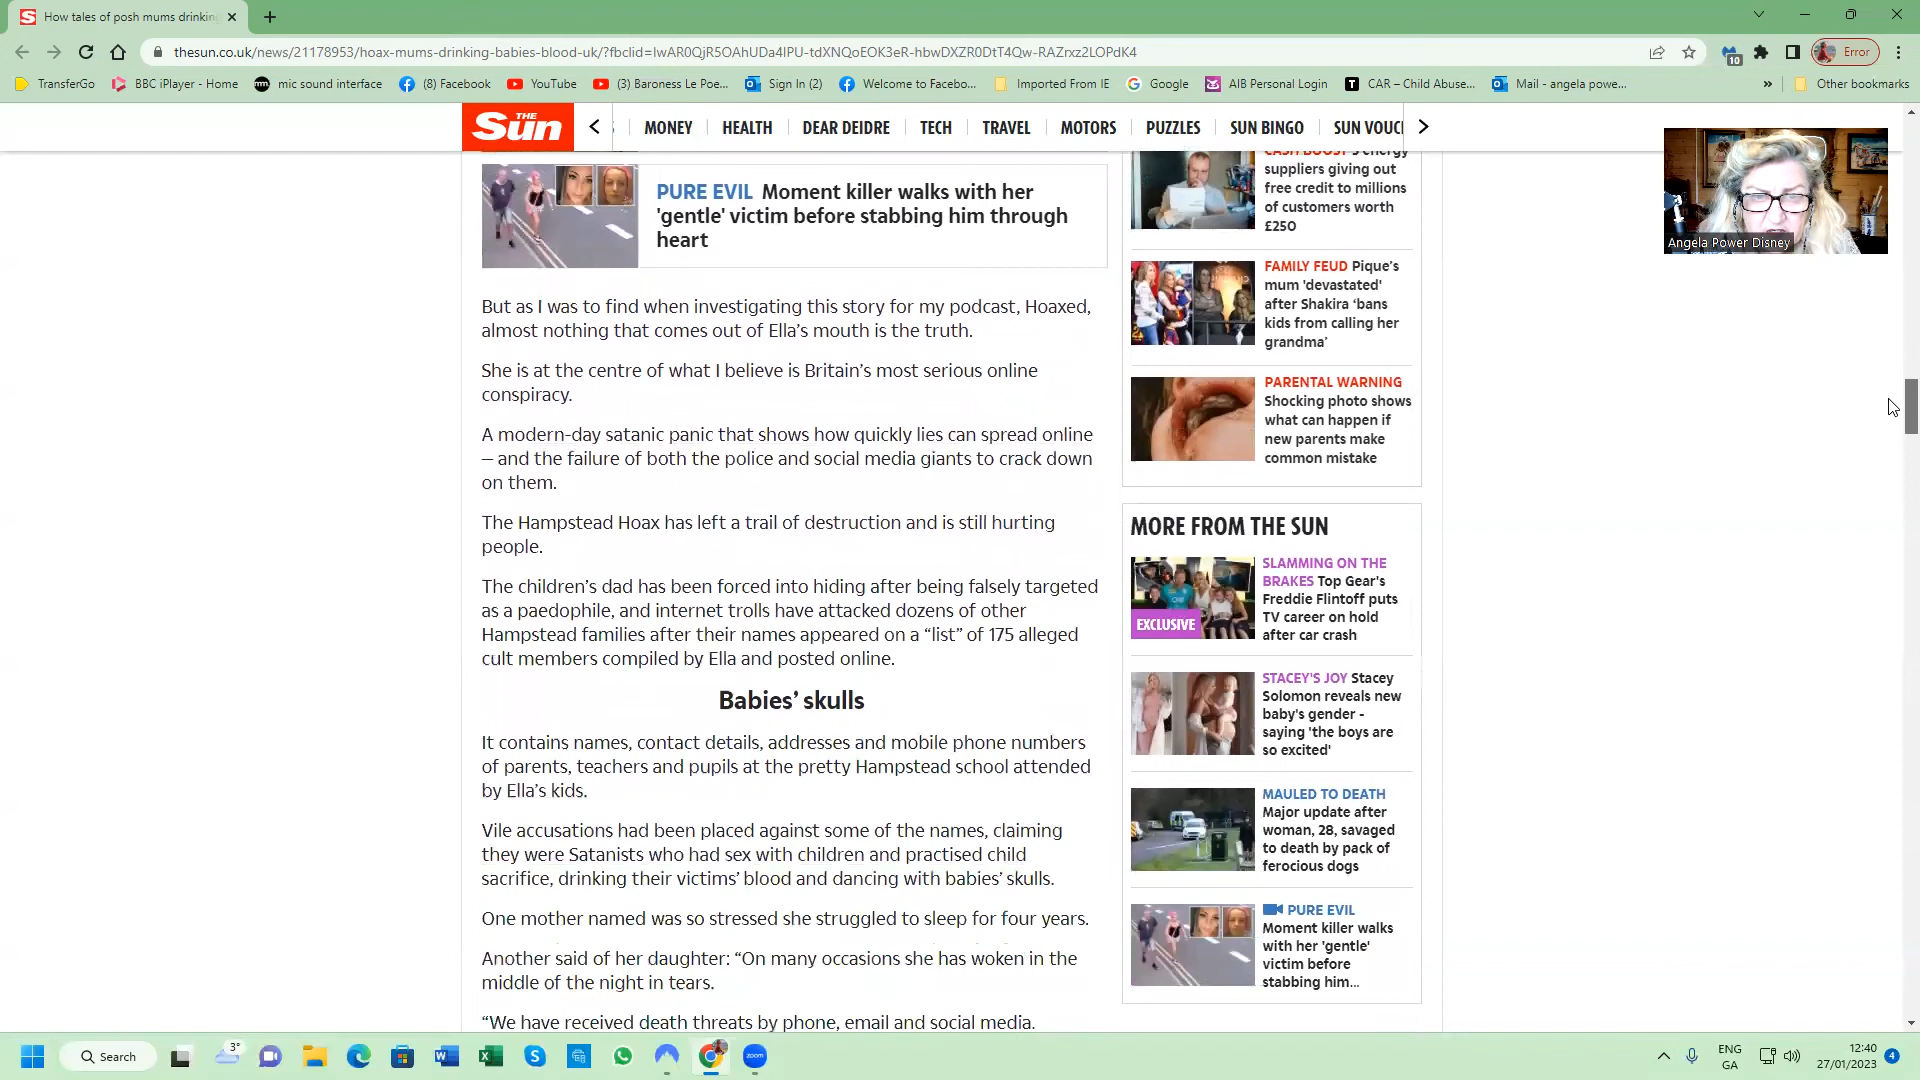 How tales of posh mums drinking
thesun.co.uk/news/21178953/hoax-mums-drinking-babies-blood-uk/?fbclid=IwAR0QjR5OAhUDa4IPU-tdXNQoEOK3eR-hbwDXZR0DtT4Qw-RAZrxz2LOPdK4
10
Error
TransferGo
BBC iPlayer - Home
mic sound interface
(8) Facebook
YouTube
(3) Baroness Le Poe...
Sign In (2)
Welcome to Facebo...
Imported From IE
Google
AIB Personal Login
CAR – Child Abuse...
Mail - angela powe...
»
Other bookmarks
THE
Sun
MONEY
HEALTH
DEAR DEIDRE
TECH
TRAVEL
MOTORS
PUZZLES
SUN BINGO
SUN VOUC
Angela Power Disney
PURE EVIL Moment killer walks with her
'gentle' victim before stabbing him through
heart
But as I was to find when investigating this story for my podcast, Hoaxed,
almost nothing that comes out of Ella’s mouth is the truth.
She is at the centre of what I believe is Britain’s most serious online
conspiracy.
A modern-day satanic panic that shows how quickly lies can spread online
– and the failure of both the police and social media giants to crack down
on them.
The Hampstead Hoax has left a trail of destruction and is still hurting
people.
The children’s dad has been forced into hiding after being falsely targeted
as a paedophile, and internet trolls have attacked dozens of other
Hampstead families after their names appeared on a “list” of 175 alleged
cult members compiled by Ella and posted online.
Babies’ skulls
It contains names, contact details, addresses and mobile phone numbers
of parents, teachers and pupils at the pretty Hampstead school attended
by Ella’s kids.
Vile accusations had been placed against some of the names, claiming
they were Satanists who had sex with children and practised child
sacrifice, drinking their victims’ blood and dancing with babies’ skulls.
One mother named was so stressed she struggled to sleep for four years.
Another said of her daughter: “On many occasions she has woken in the
middle of the night in tears.
“We have received death threats by phone, email and social media.
CASH BOOST 5 energy
suppliers giving out
free credit to millions
of customers worth
£250
FAMILY FEUD Pique’s
mum 'devastated'
after Shakira ‘bans
kids from calling her
grandma’
PARENTAL WARNING
Shocking photo shows
what can happen if
new parents make
common mistake
MORE FROM THE SUN
EXCLUSIVE
SLAMMING ON THE
BRAKES Top Gear's
Freddie Flintoff puts
TV career on hold
after car crash
STACEY'S JOY Stacey
Solomon reveals new
baby's gender -
saying 'the boys are
so excited'
MAULED TO DEATH
Major update after
woman, 28, savaged
to death by pack of
ferocious dogs
PURE EVIL
Moment killer walks
with her 'gentle'
victim before
stabbing him...
3°
Search
zoom
ENG
GA
12:40
27/01/2023
4